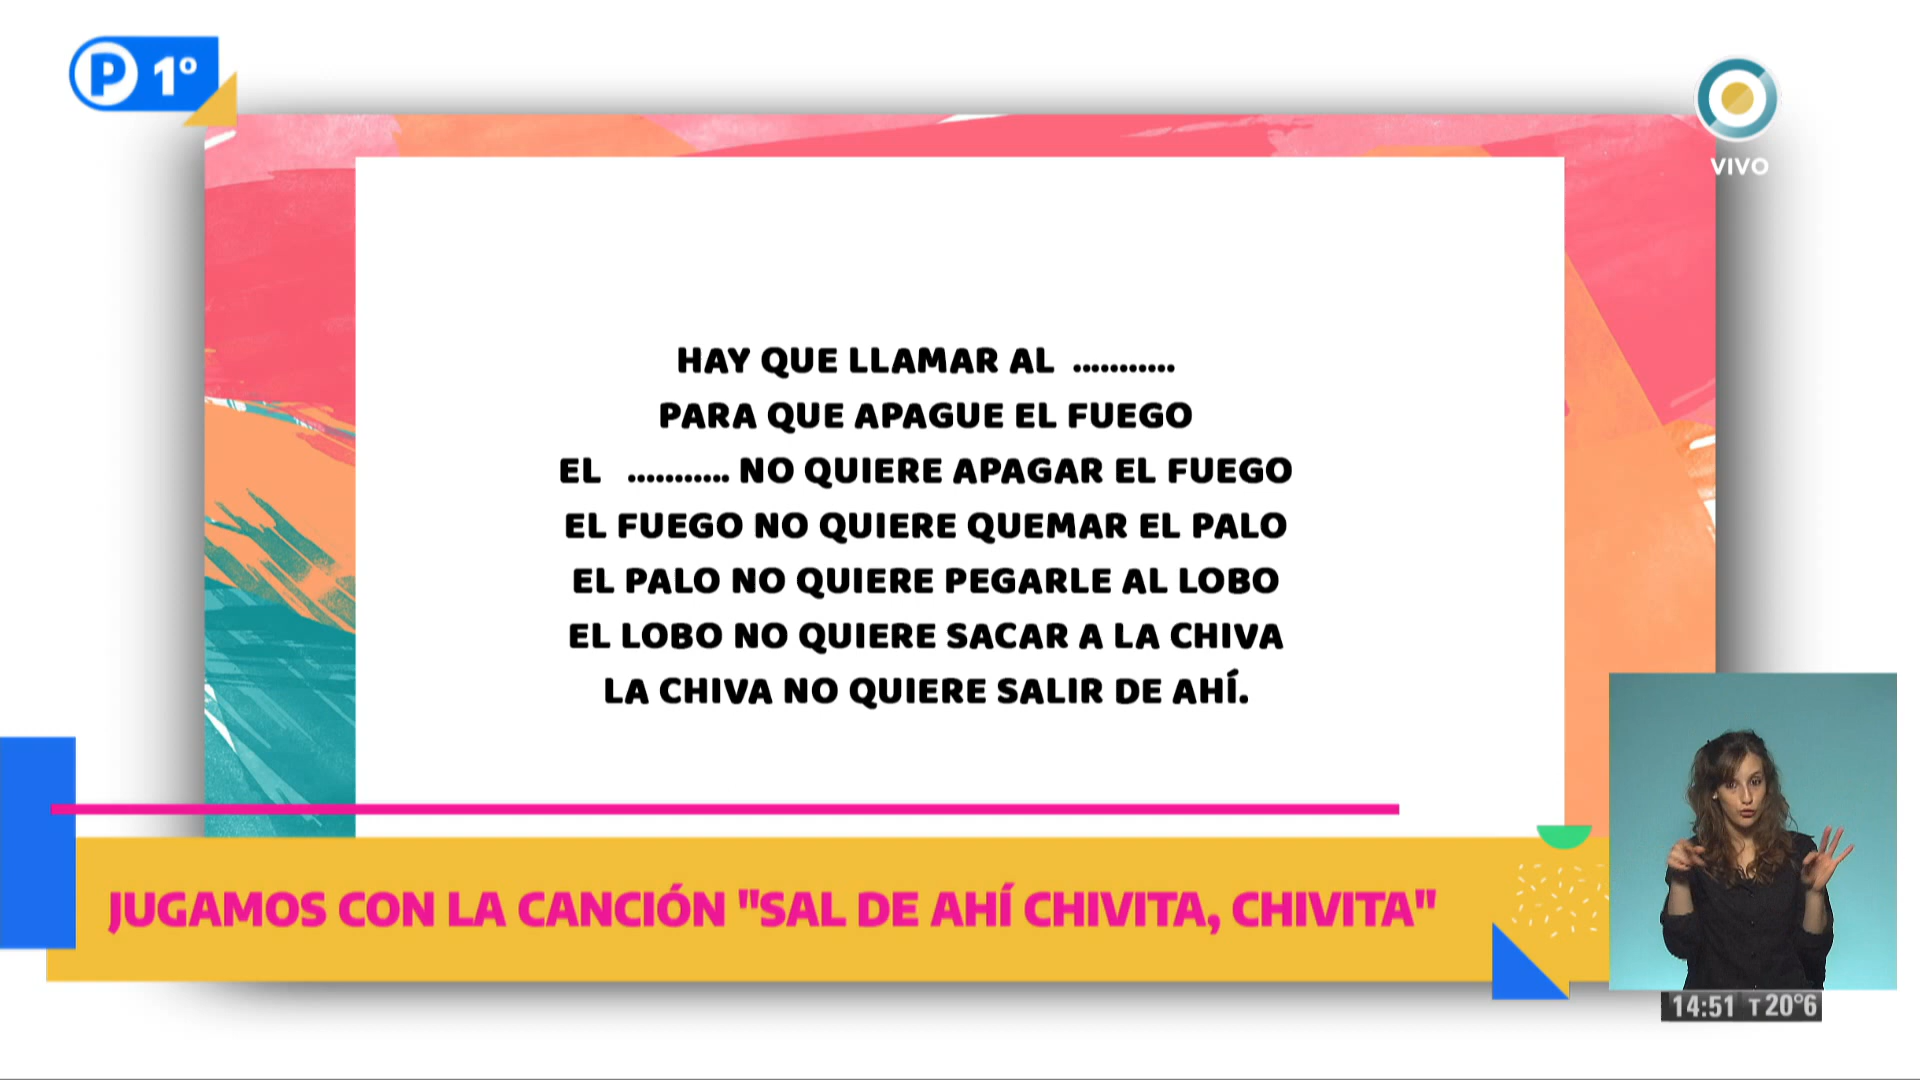 P 1º
VIVO
HAY QUE LLAMAR AL ...........
PARA QUE APAGUE EL FUEGO
EL ........... NO QUIERE APAGAR EL FUEGO
EL FUEGO NO QUIERE QUEMAR EL PALO
EL PALO NO QUIERE PEGARLE AL LOBO
EL LOBO NO QUIERE SACAR A LA CHIVA
LA CHIVA NO QUIERE SALIR DE AHÍ.
JUGAMOS CON LA CANCIÓN "SAL DE AHÍ CHIVITA, CHIVITA"
14:51 T 20°6